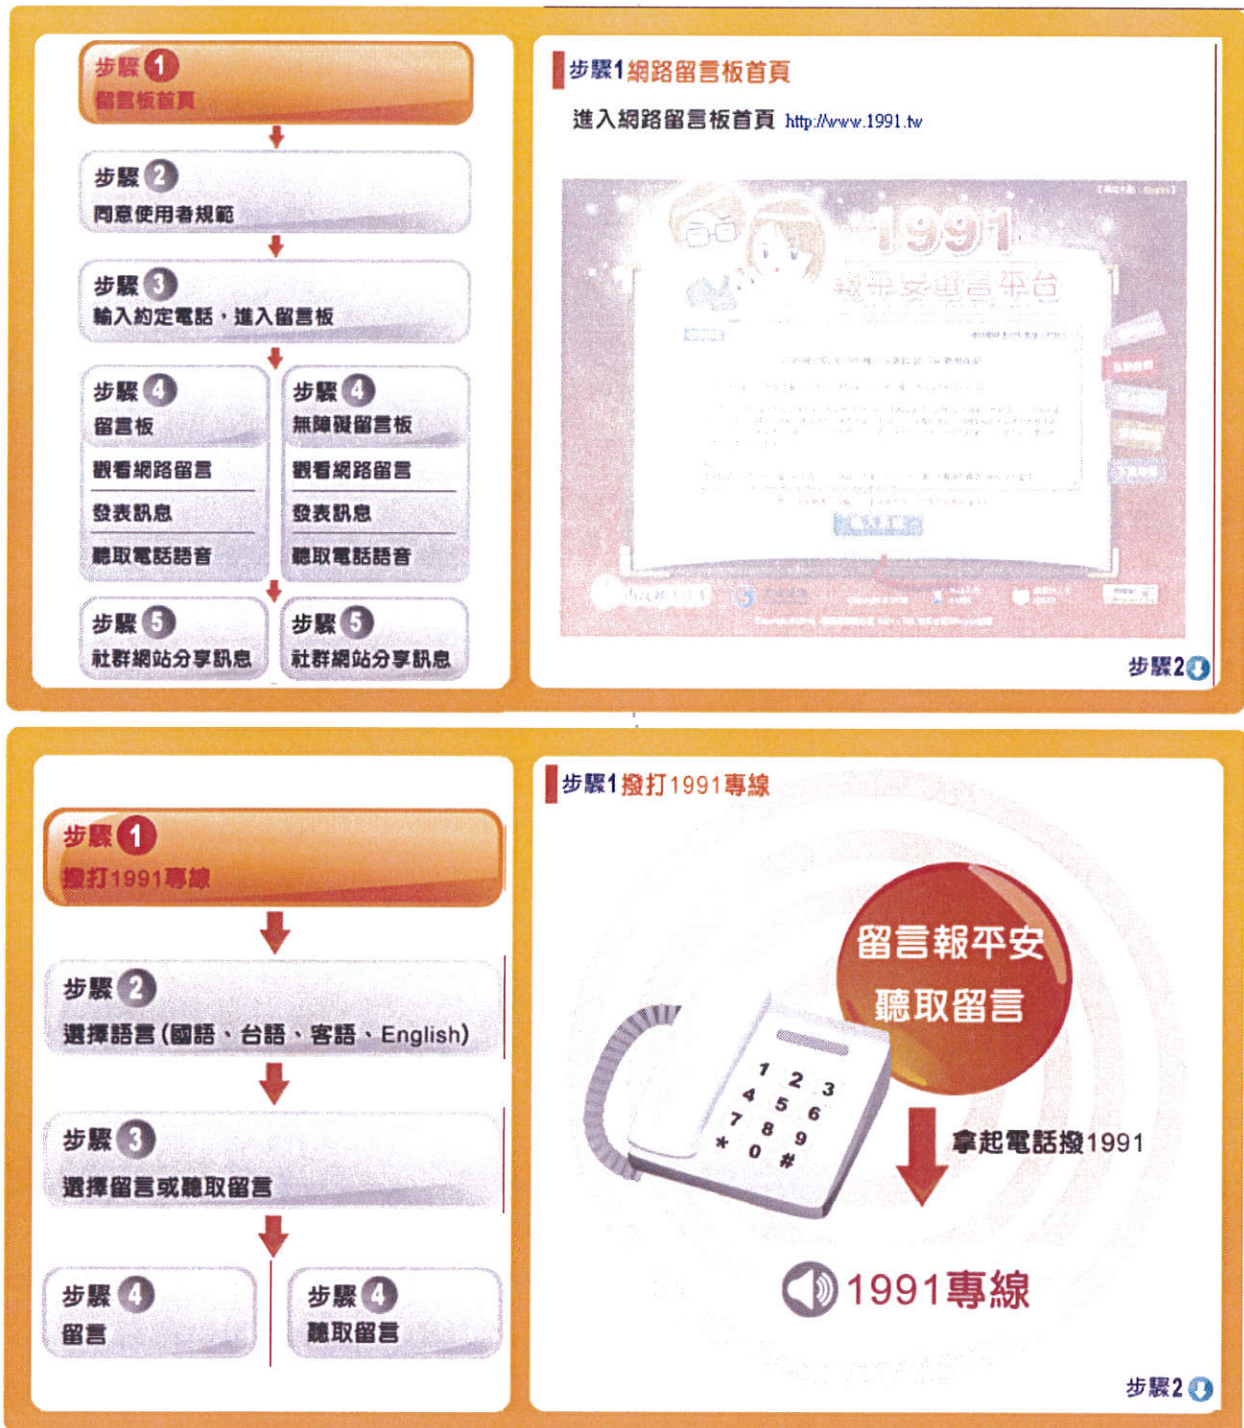 步驟 1
留言板首頁
步驟 2
同意使用者規範
步驟 3
輸入約定電話，進入留言板
步驟 4
留言板
觀看網路留言
發表訊息
聽取電話語音
步驟 4
無障礙留言板
觀看網路留言
發表訊息
聽取電話語音
步驟 5
社群網站分享訊息
步驟 5
社群網站分享訊息
步驟1網路留言板首頁
進入網路留言板首頁 http://www.1991.tw
1991
報平安留言平台
步驟2
步驟 1
撥打1991專線
步驟 2
選擇語言(國語、台語、客語、English)
步驟 3
選擇留言或聽取留言
步驟 4
留言
步驟 4
聽取留言
步驟1撥打1991專線
留言報平安
聽取留言
1 2 3
4 5 6
7 8 9
* 0 #
拿起電話撥1991
1991專線
步驟2